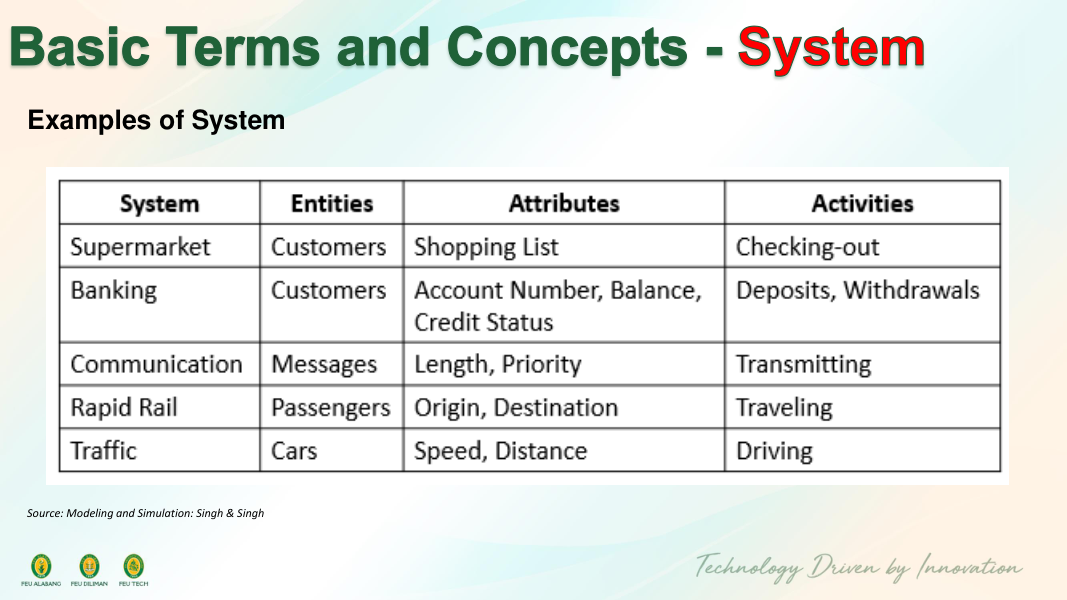 Basic Terms and Concepts - System
Examples of System
System Entities Attributes Activities
Supermarket Customers Shopping List Checking-out
Banking Customers Account Number, Balance, Deposits, Withdrawals
Credit Status
Communication Messages Length, Priority Transmitting
Rapid Rail Passengers Origin, Destination Traveling
Traffic Cars Speed, Distance Driving
Source: Modeling and Simulation: Singh & Singh
FEU ALABANG FEU DILIMAN FEU TECH
Technology Driven by Innovation